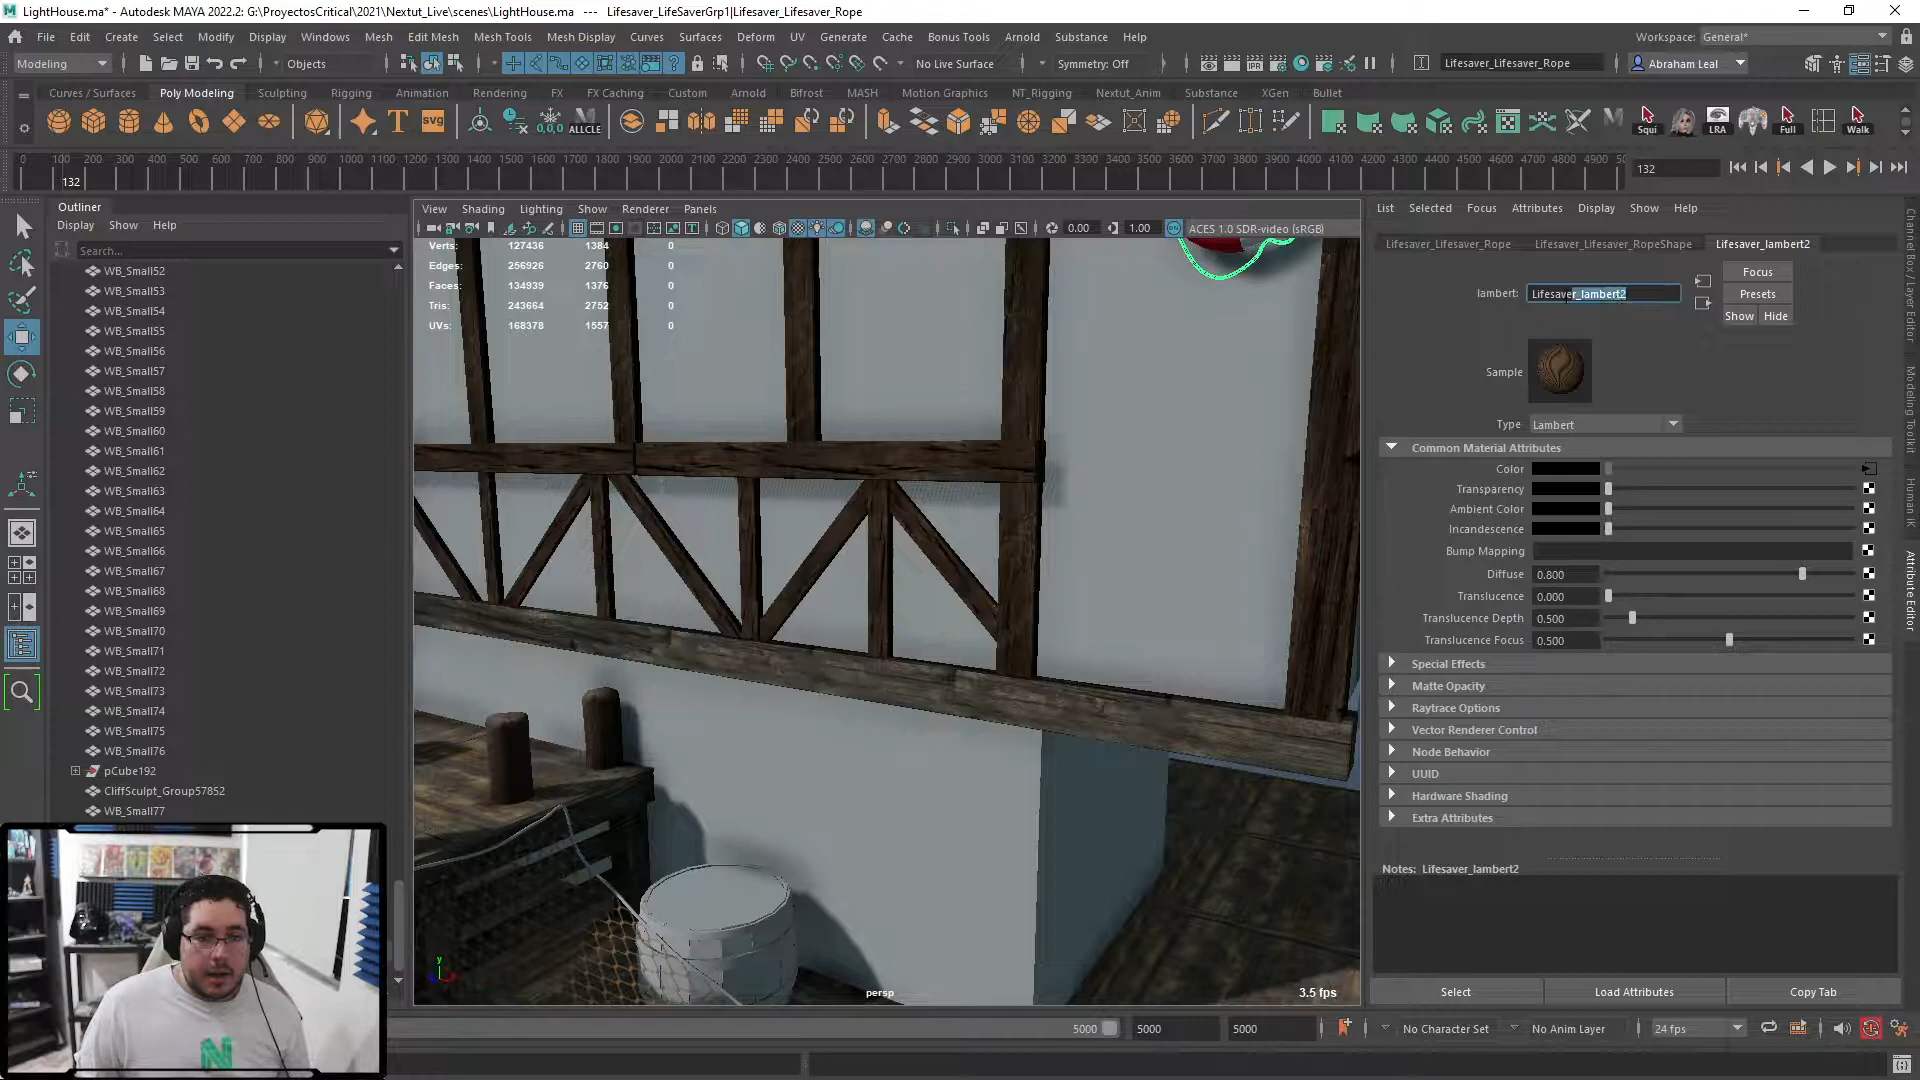 LightHouse.ma* - Autodesk MAYA 2022.2: G:\ProyectosCritical\2021\Nextut_Live\scenes\LightHouse.ma   ---   Lifesaver_LifeSaverGrp1|Lifesaver_Lifesaver_Rope
File Edit Create Select Modify Display Windows Mesh Edit Mesh Mesh Tools Mesh Display Curves Surfaces Deform UV Generate Cache Bonus Tools Arnold Substance Help
Workspace: General*
Modeling Objects No Live Surface Symmetry: Off Lifesaver_Lifesaver_Rope Abraham Leal
Curves / Surfaces Poly Modeling Sculpting Rigging Animation Rendering FX FX Caching Custom Arnold Bifrost MASH Motion Graphics NT_Rigging Nextut_Anim Substance XGen Bullet
T svg 0,0,0 ALLCLE Squi LRA Full Walk
0 100 200 300 400 500 600 700 800 900 1000 1100 1200 1300 1400 1500 1600 1700 1800 1900 2000 2100 2200 2300 2400 2500 2600 2700 2800 2900 3000 3100 3200 3300 3400 3500 3600 3700 3800 3900 4000 4100 4200 4300 4400 4500 4600 4700 4800 4900 50
132
132
Outliner
Display Show Help
Search...
WB_Small52
WB_Small53
WB_Small54
WB_Small55
WB_Small56
WB_Small57
WB_Small58
WB_Small59
WB_Small60
WB_Small61
WB_Small62
WB_Small63
WB_Small64
WB_Small65
WB_Small66
WB_Small67
WB_Small68
WB_Small69
WB_Small70
WB_Small71
WB_Small72
WB_Small73
WB_Small74
WB_Small75
WB_Small76
pCube192
CliffSculpt_Group57852
WB_Small77
N
View Shading Lighting Show Renderer Panels
0.00 1.00 ACES 1.0 SDR-video (sRGB)
Verts: 127436 1384 0
Edges: 256926 2760 0
Faces: 134939 1376 0
Tris: 243664 2752 0
UVs: 168378 1557 0
y
persp
3.5 fps
List Selected Focus Attributes Display Show Help
Lifesaver_Lifesaver_Rope Lifesaver_Lifesaver_RopeShape Lifesaver_lambert2
lambert: Lifesaver_lambert2
Focus
Presets
Show Hide
Sample
Type Lambert
Common Material Attributes
Color
Transparency
Ambient Color
Incandescence
Bump Mapping
Diffuse 0.800
Translucence 0.000
Translucence Depth 0.500
Translucence Focus 0.500
Special Effects
Matte Opacity
Raytrace Options
Vector Renderer Control
Node Behavior
UUID
Hardware Shading
Extra Attributes
Notes: Lifesaver_lambert2
Select Load Attributes Copy Tab
Channel Box / Layer Editor
Modeling Toolkit
Human IK
Attribute Editor
5000 5000 5000 No Character Set No Anim Layer 24 fps